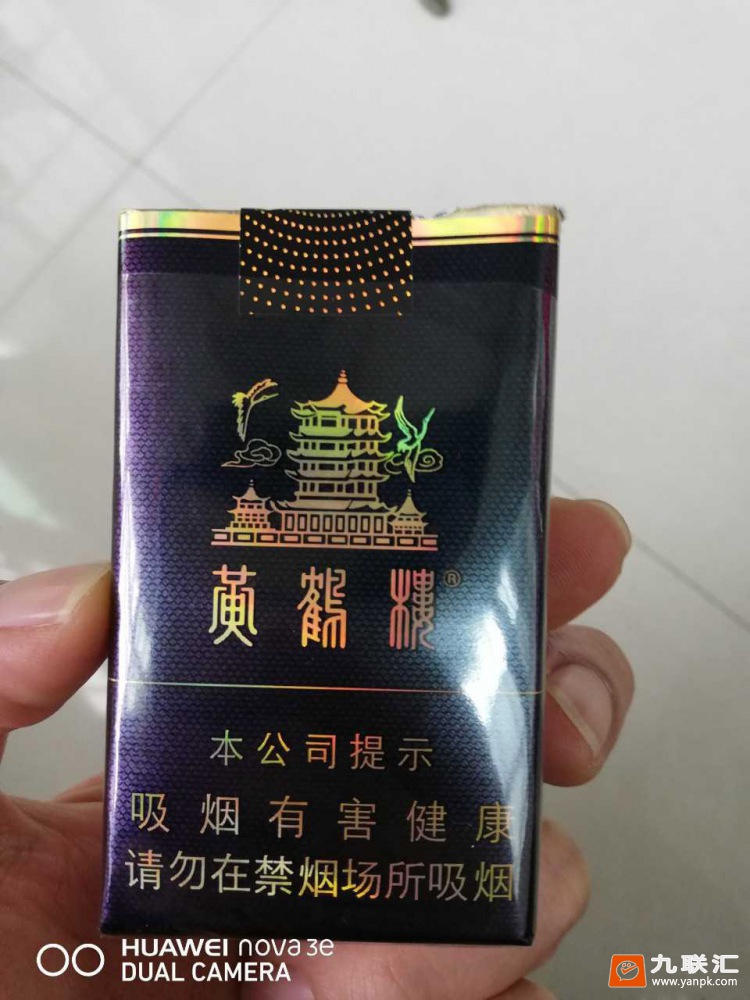 黄鹤楼®
本公司提示
吸烟有害健康
请勿在禁烟场所吸烟
HUAWEI nova 3e
DUAL CAMERA
九联汇
www.yanpk.com